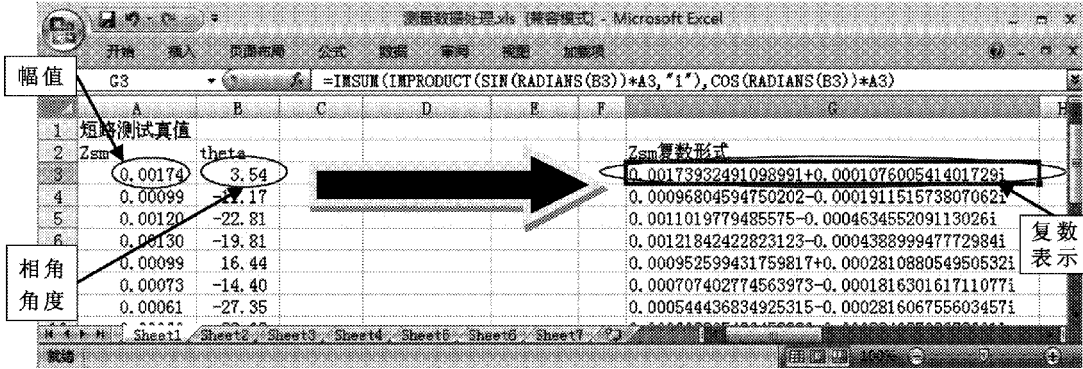 测量数据处理.xls [兼容模式] - Microsoft Excel
开始 插入 页面布局 公式 数据 审阅 视图 加载项
幅值
G3 =IMSUM(IMPRODUCT(SIN(RADIANS(B3))*A3,"i"),COS(RADIANS(B3))*A3)
A B C D E F G H
1 短路测试真值
2 Zsm theta Zsm复数形式
3 0.00174 3.54 0.00173932491098991+0.000107600541401729i
4 0.00099 -11.17 0.00096804594750202-0.000191151573807062i
5 0.00120 -22.81 0.0011019779485575-0.000463455209113026i
6 0.00130 -19.81 0.00121842422823123-0.000438899947772984i
复数
表示
0.00099 16.44 0.000952599431759817+0.000281088054950532i
相角
角度
0.00073 -14.40 0.000707402774563973-0.000181630161711077i
0.00061 -27.35 0.000544436834925315-0.000281606755603457i
Sheet1 Sheet2 Sheet3 Sheet4 Sheet5 Sheet6 Sheet7
就绪 100%